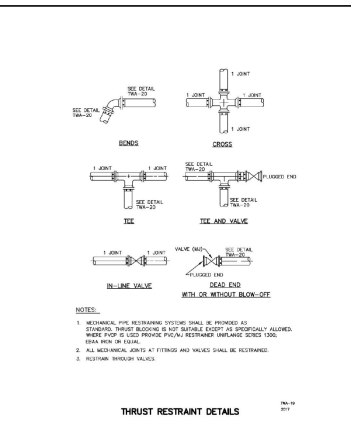 1 JOINT
SEE DETAIL
TWA-20
1 JOINT
1 JOINT
SEE DETAIL
TWA-20
1 JOINT
BENDS
CROSS
1 JOINT
1 JOINT
SEE DETAIL
TWA-20
PLUGGED END
SEE DETAIL
TWA-20
SEE DETAIL
TWA-20
TEE
TEE AND VALVE
1 JOINT
1 JOINT
VALVE (MJ)
SEE DETAIL
TWA-20
PLUGGED END
IN-LINE VALVE
DEAD END
WITH OR WITHOUT BLOW-OFF
NOTES:
1. MECHANICAL PIPE RESTRAINING SYSTEMS SHALL BE PROVIDED AS
STANDARD. THRUST BLOCKING IS NOT SUITABLE EXCEPT AS SPECIFICALLY ALLOWED.
WHERE PVCP IS USED PROVIDE PVC/MJ RESTRAINER UNIFLANGE SERIES 1300;
EBAA IRON OR EQUAL.
2. ALL MECHANICAL JOINTS AT FITTINGS AND VALVES SHALL BE RESTRAINED.
3. RESTRAIN THROUGH VALVES.
TWA-19
2017
THRUST RESTRAINT DETAILS